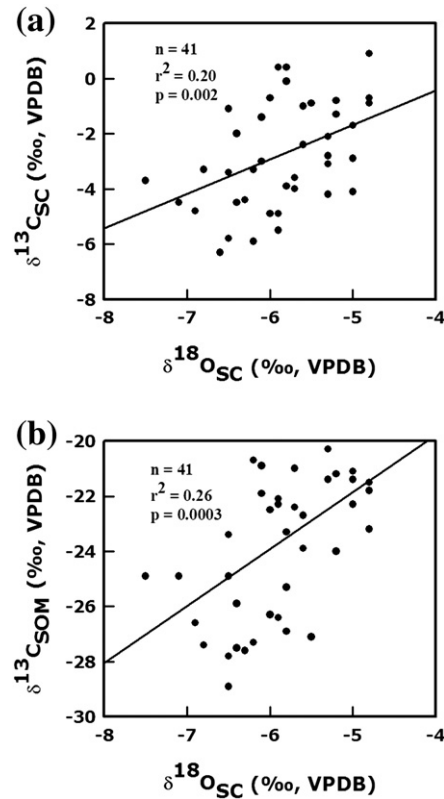 (a)
2
0
-2
-4
-6
-8
n = 41
r² = 0.20
p = 0.002
δ¹³C_SC (‰, VPDB)
-8 -7 -6 -5 -4
δ¹⁸O_SC (‰, VPDB)
(b)
-20
-22
-24
-26
-28
-30
n = 41
r² = 0.26
p = 0.0003
δ¹³C_SOM (‰, VPDB)
-8 -7 -6 -5 -4
δ¹⁸O_SC (‰, VPDB)